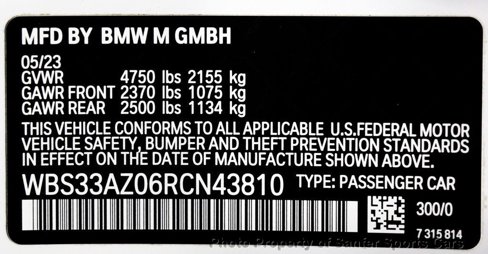 MFD BY BMW M GMBH
05/23
GVWR 4750 lbs 2155 kg
GAWR FRONT 2370 lbs 1075 kg
GAWR REAR 2500 lbs 1134 kg
THIS VEHICLE CONFORMS TO ALL APPLICABLE U.S.FEDERAL MOTOR
VEHICLE SAFETY, BUMPER AND THEFT PREVENTION STANDARDS
IN EFFECT ON THE DATE OF MANUFACTURE SHOWN ABOVE.
WBS33AZ06RCN43810 TYPE: PASSENGER CAR
300/0
7 315 814
Photo Property of Santer Sports Cars